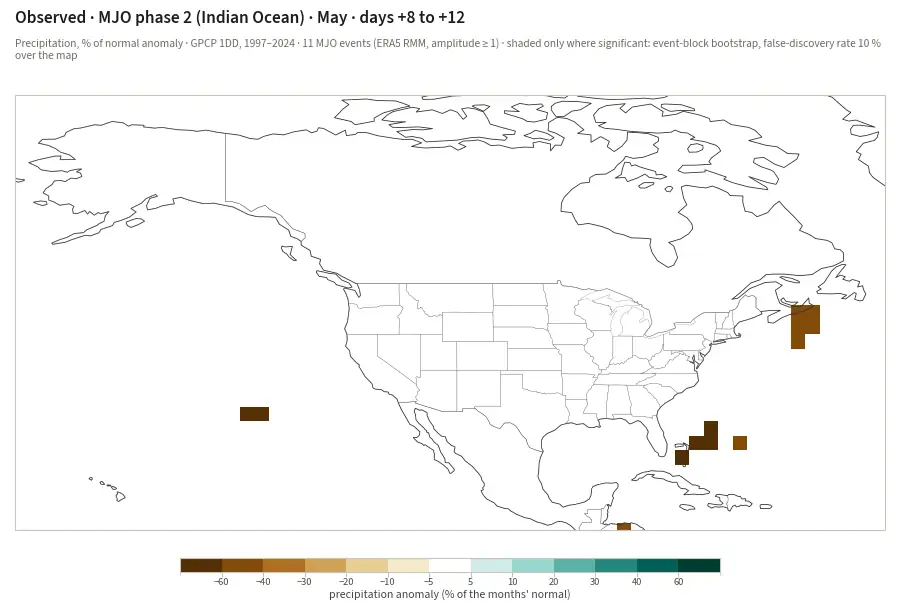 Observed · MJO phase 2 (Indian Ocean) · May · days +8 to +12
Precipitation, % of normal anomaly · GPCP 1DD, 1997–2024 · 11 MJO events (ERA5 RMM, amplitude ≥ 1) · shaded only where significant: event-block bootstrap, false-discovery rate 10 %
over the map
−60 −40 −30 −20 −10 −5 5 10 20 30 40 60
precipitation anomaly (% of the months' normal)